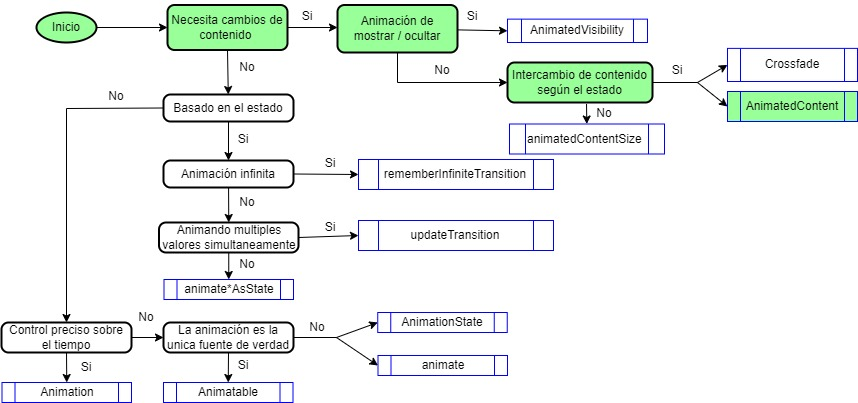 Inicio
Necesita cambios de
contenido
Si
Animación de
mostrar / ocultar
Si
AnimatedVisibility
No
No
Intercambio de contenido
según el estado
Si
Crossfade
AnimatedContent
No
animatedContentSize
No
Basado en el estado
Si
Animación infinita
Si
rememberInfiniteTransition
No
Animando multiples
valores simultaneamente
Si
updateTransition
No
animate*AsState
Control preciso sobre
el tiempo
No
La animación es la
unica fuente de verdad
No
AnimationState
animate
Si
Animation
Si
Animatable